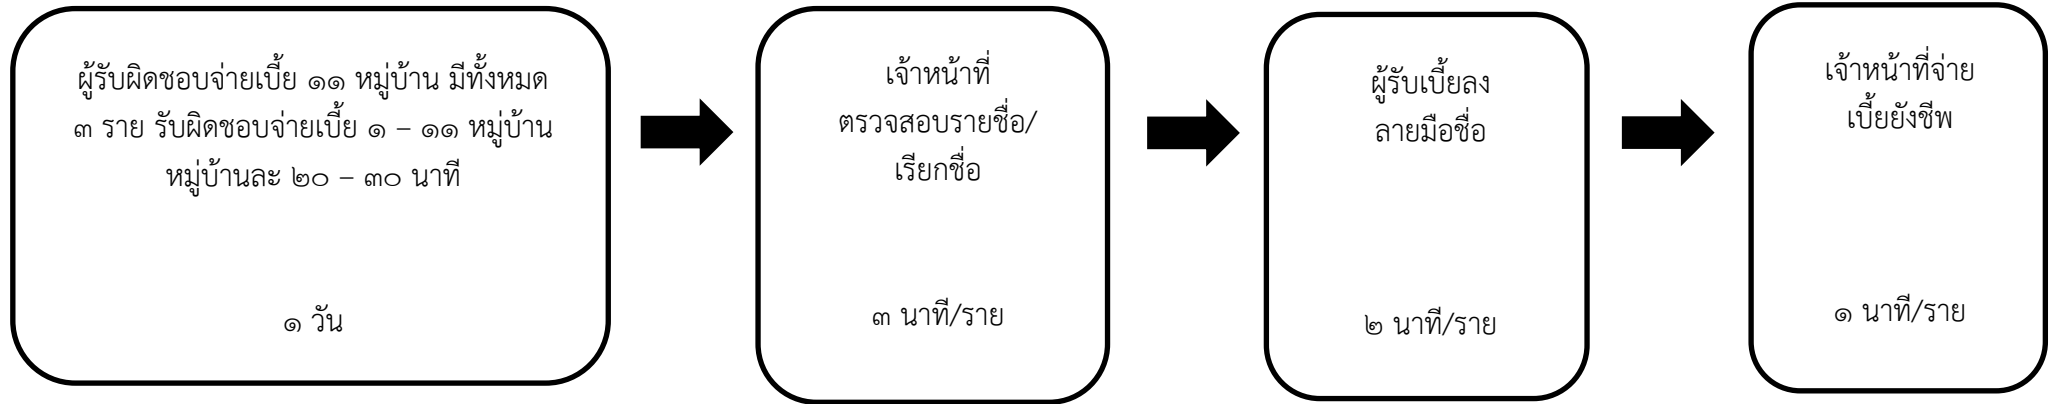 ผู้รับผิดชอบจ่ายเบี้ย ๑๑ หมู่บ้าน มีทั้งหมด
๓ ราย รับผิดชอบจ่ายเบี้ย ๑ – ๑๑ หมู่บ้าน
หมู่บ้านละ ๒๐ – ๓๐ นาที
๑ วัน
เจ้าหน้าที่
ตรวจสอบรายชื่อ/
เรียกชื่อ
๓ นาที/ราย
ผู้รับเบี้ยลง
ลายมือชื่อ
๒ นาที/ราย
เจ้าหน้าที่จ่าย
เบี้ยยังชีพ
๑ นาที/ราย